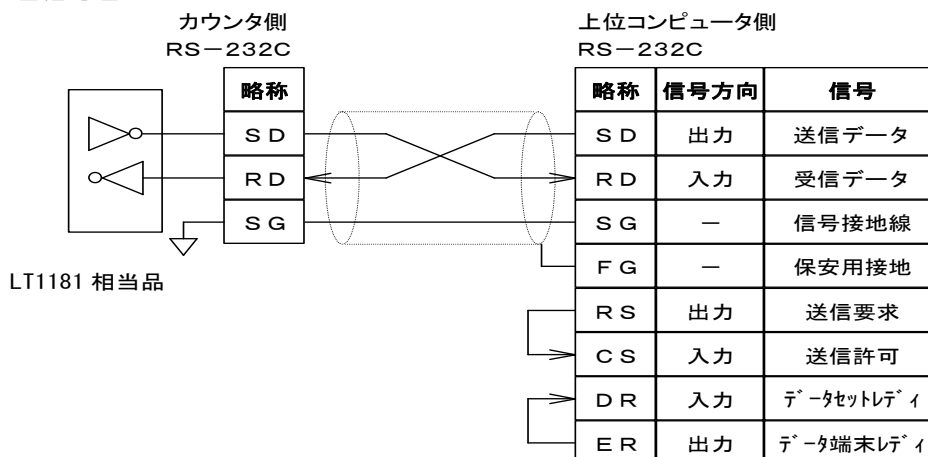 カウンタ側
RS－232C
上位コンピュータ側
RS－232C
略称
SD
RD
SG
LT1181 相当品
略称 信号方向 信号
SD 出力 送信データ
RD 入力 受信データ
SG － 信号接地線
FG － 保安用接地
RS 出力 送信要求
CS 入力 送信許可
DR 入力 ﾃﾞｰﾀｾｯﾄﾚﾃﾞｨ
ER 出力 ﾃﾞｰﾀ端末ﾚﾃﾞｨ